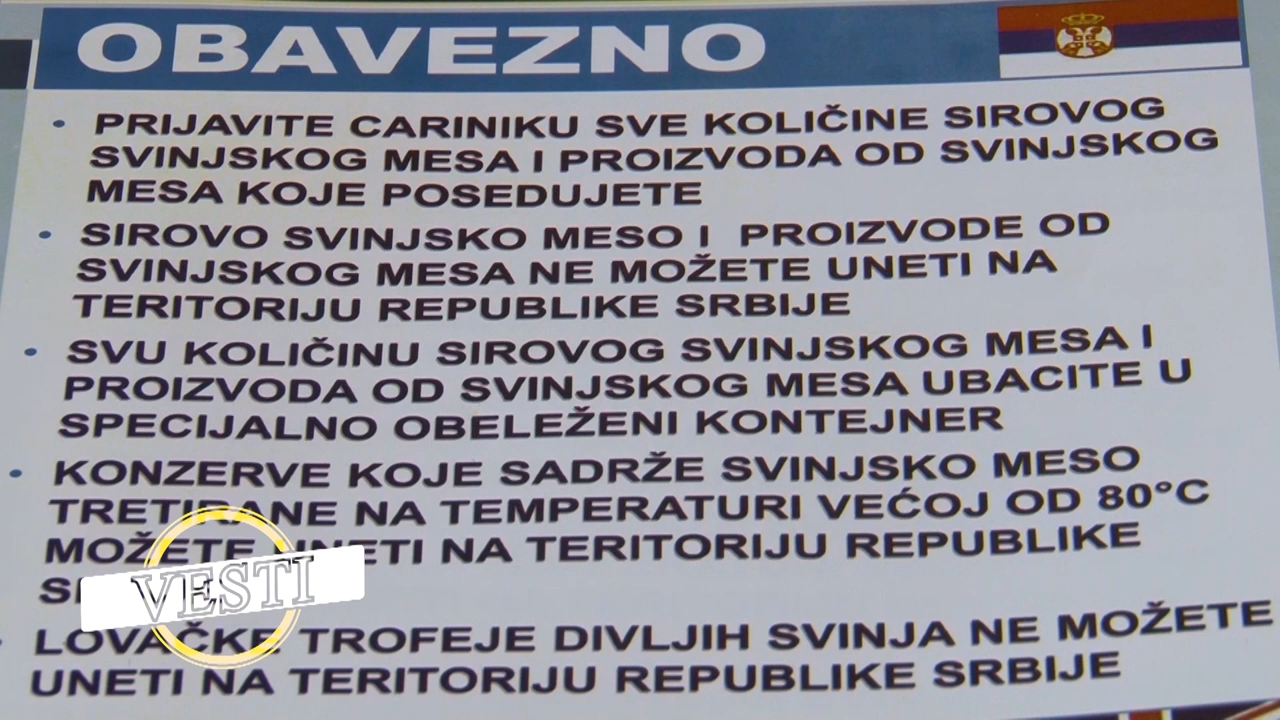 OBAVEZNO
• PRIJAVITE CARINIKU SVE KOLIČINE SIROVOG
SVINJSKOG MESA I PROIZVODA OD SVINJSKOG
MESA KOJE POSEDUJETE
• SIROVO SVINJSKO MESO I PROIZVODE OD
SVINJSKOG MESA NE MOŽETE UNETI NA
TERITORIJU REPUBLIKE SRBIJE
• SVU KOLIČINU SIROVOG SVINJSKOG MESA I
PROIZVODA OD SVINJSKOG MESA UBACITE U
SPECIJALNO OBELEŽENI KONTEJNER
• KONZERVE KOJE SADRŽE SVINJSKO MESO
TRETIRANE NA TEMPERATURI VEĆOJ OD 80°C
MOŽETE UNETI NA TERITORIJU REPUBLIKE
VESTI
• LOVAČKE TROFEJE DIVLJIH SVINJA NE MOŽETE
UNETI NA TERITORIJU REPUBLIKE SRBIJE